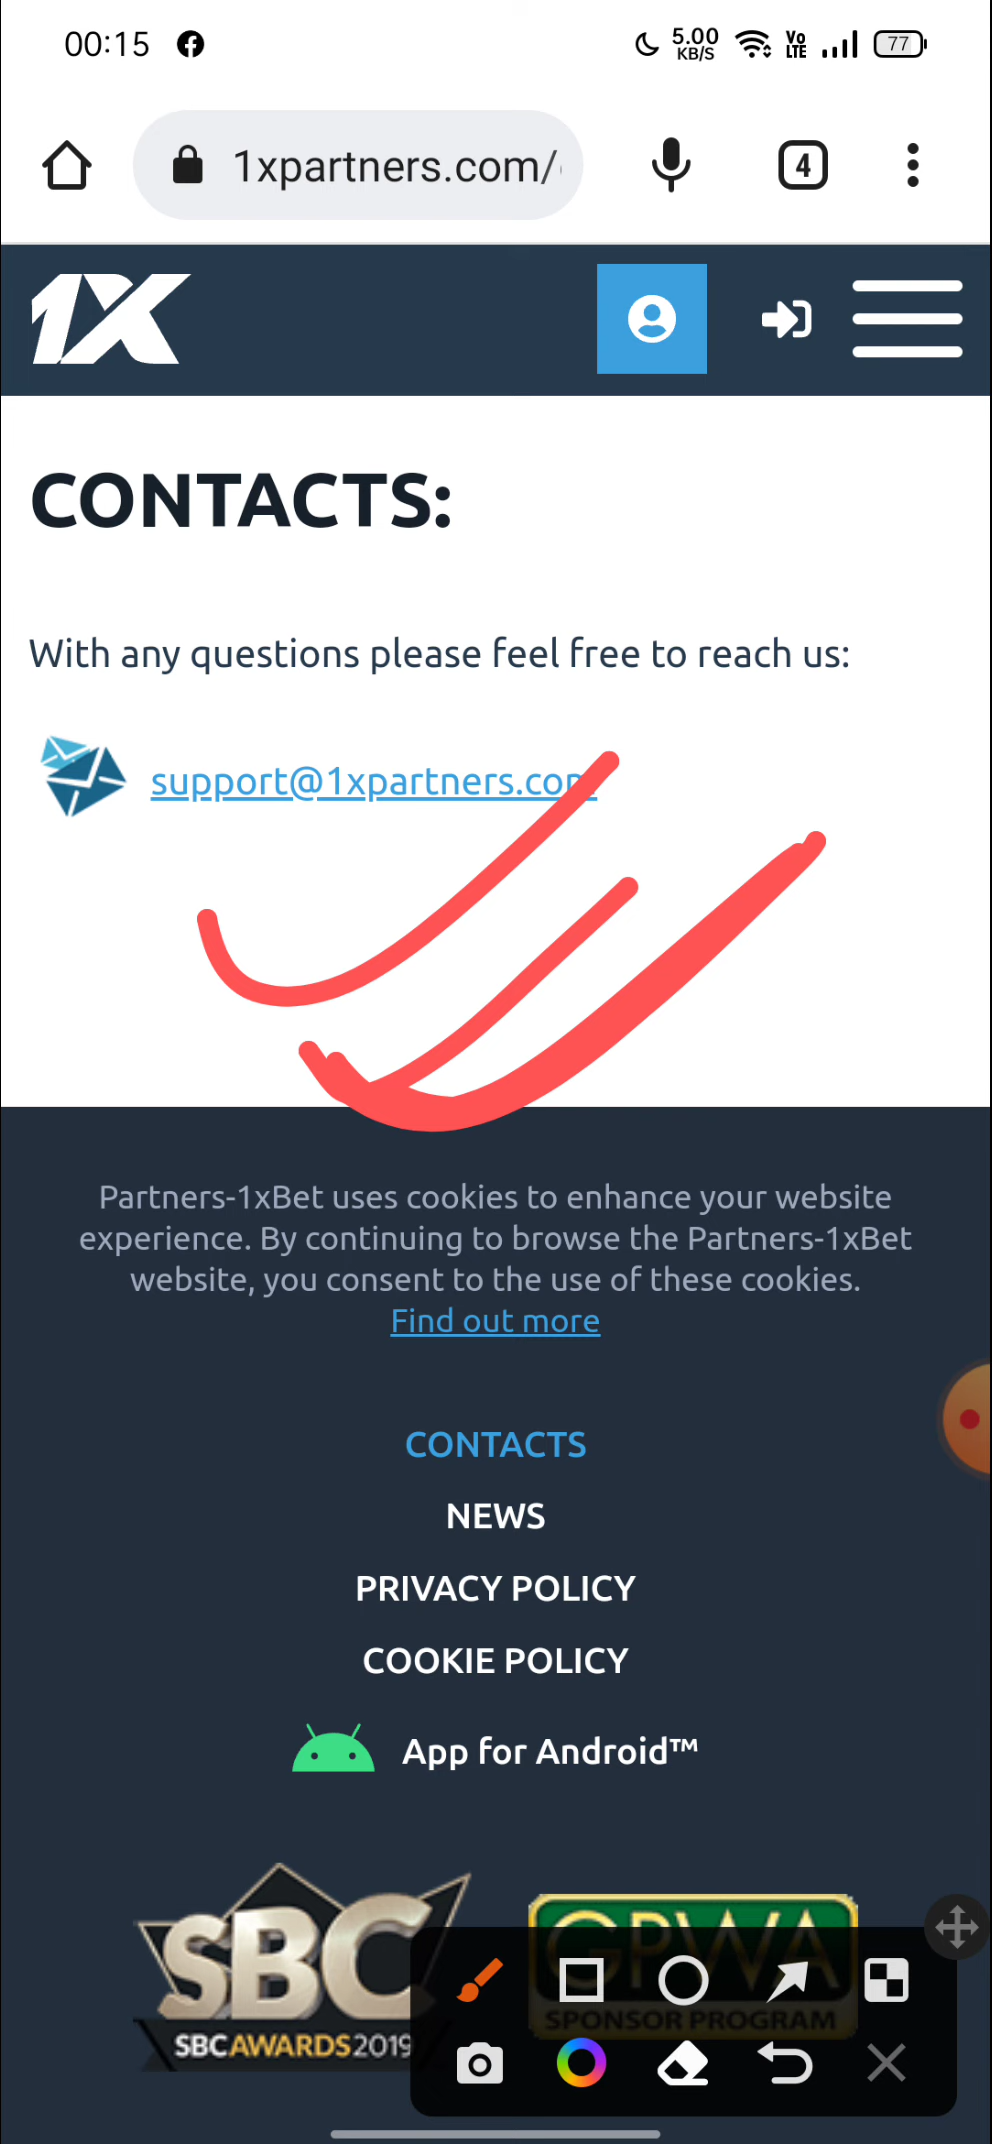 00:15
5.00
KB/S
Vo
LTE
77
1xpartners.com/
4
1X
CONTACTS:
With any questions please feel free to reach us:
support@1xpartners.com
Partners-1xBet uses cookies to enhance your website
experience. By continuing to browse the Partners-1xBet
website, you consent to the use of these cookies.
Find out more
CONTACTS
NEWS
PRIVACY POLICY
COOKIE POLICY
App for Android™
SBC
GPWA
SPONSOR PROGRAM
SBCAWARDS2019